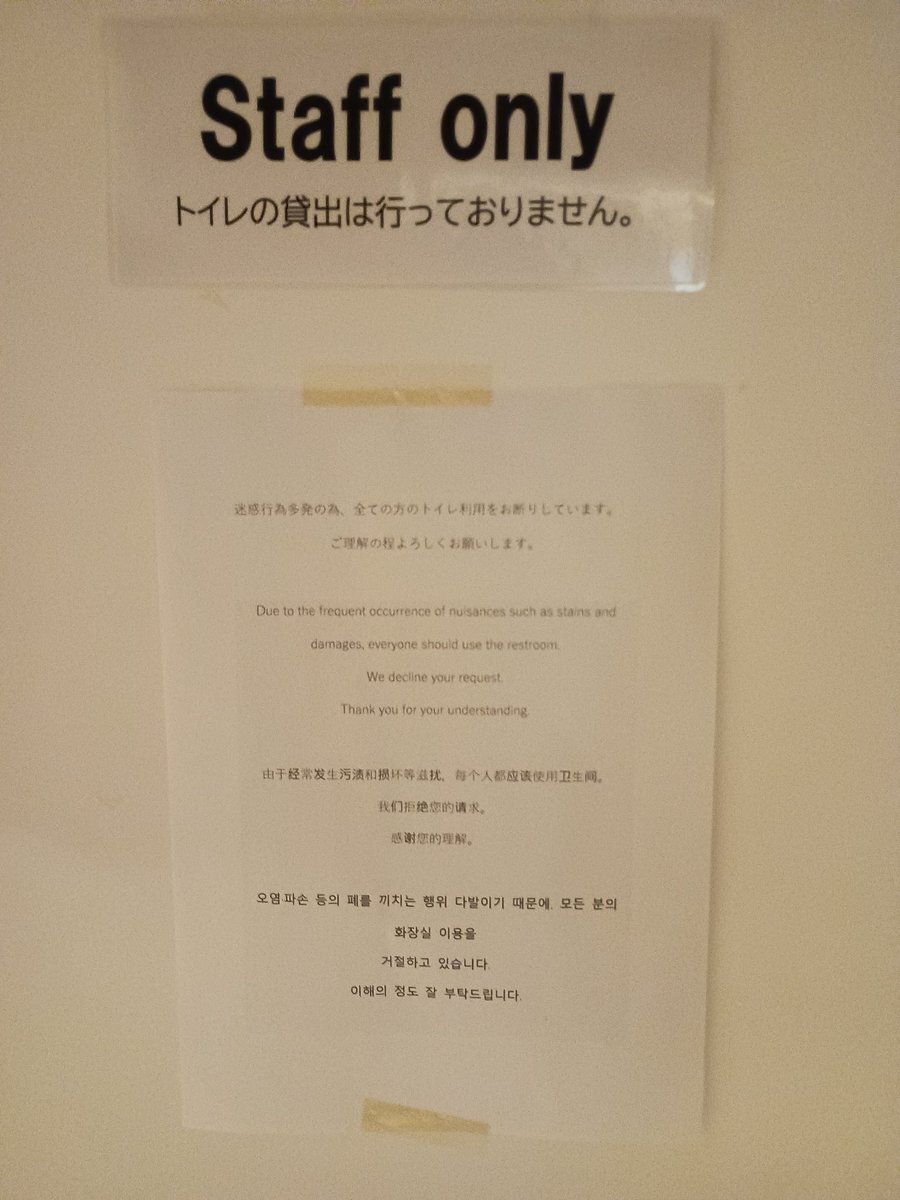 Staff only
トイレの貸出は行っておりません。
迷惑行為多発の為、全ての方のトイレ利用をお断りしています。
ご理解の程よろしくお願いします。
Due to the frequent occurrence of nuisances such as stains and
damages, everyone should use the restroom.
We decline your request.
Thank you for your understanding.
由于经常发生污渍和损坏等滋扰，每个人都应该使用卫生间。
我们拒绝您的请求。
感谢您的理解。
오염·파손 등의 폐를 끼치는 행위 다발이기 때문에, 모든 분의
화장실 이용을
거절하고 있습니다.
이해의 정도 잘 부탁드립니다.